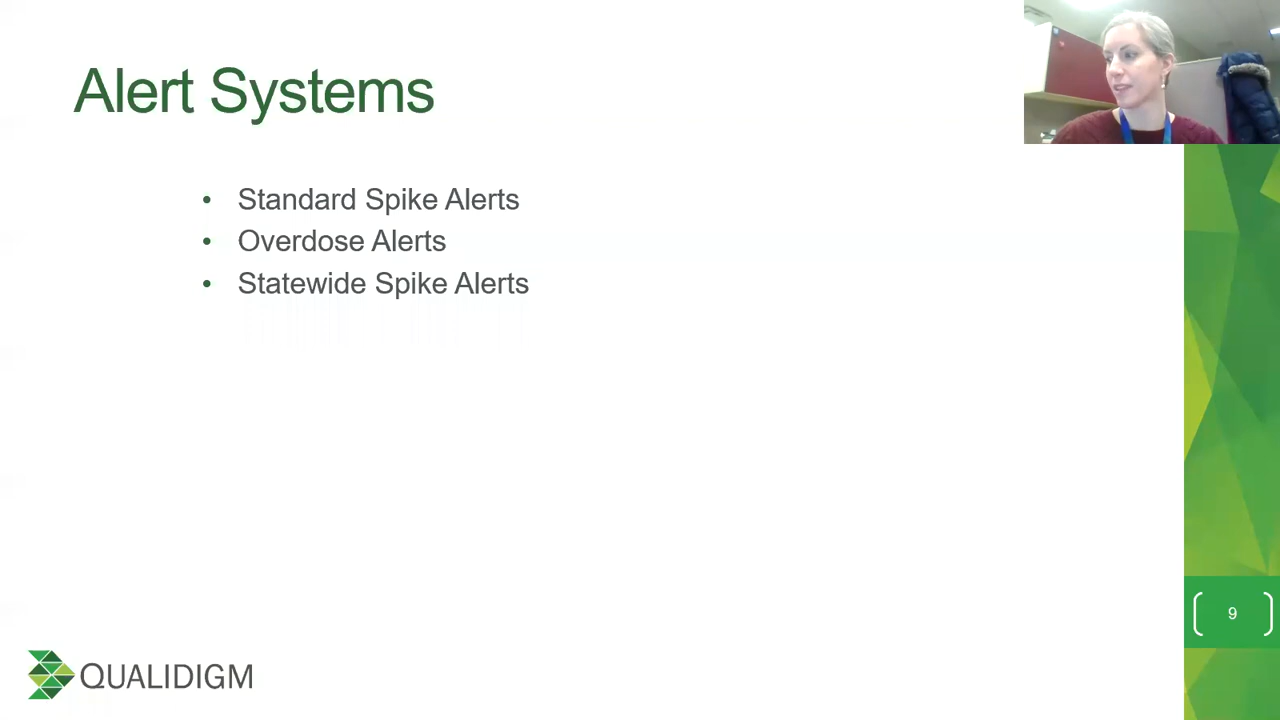 Alert Systems
• Standard Spike Alerts
• Overdose Alerts
• Statewide Spike Alerts
9
QUALIDIGM